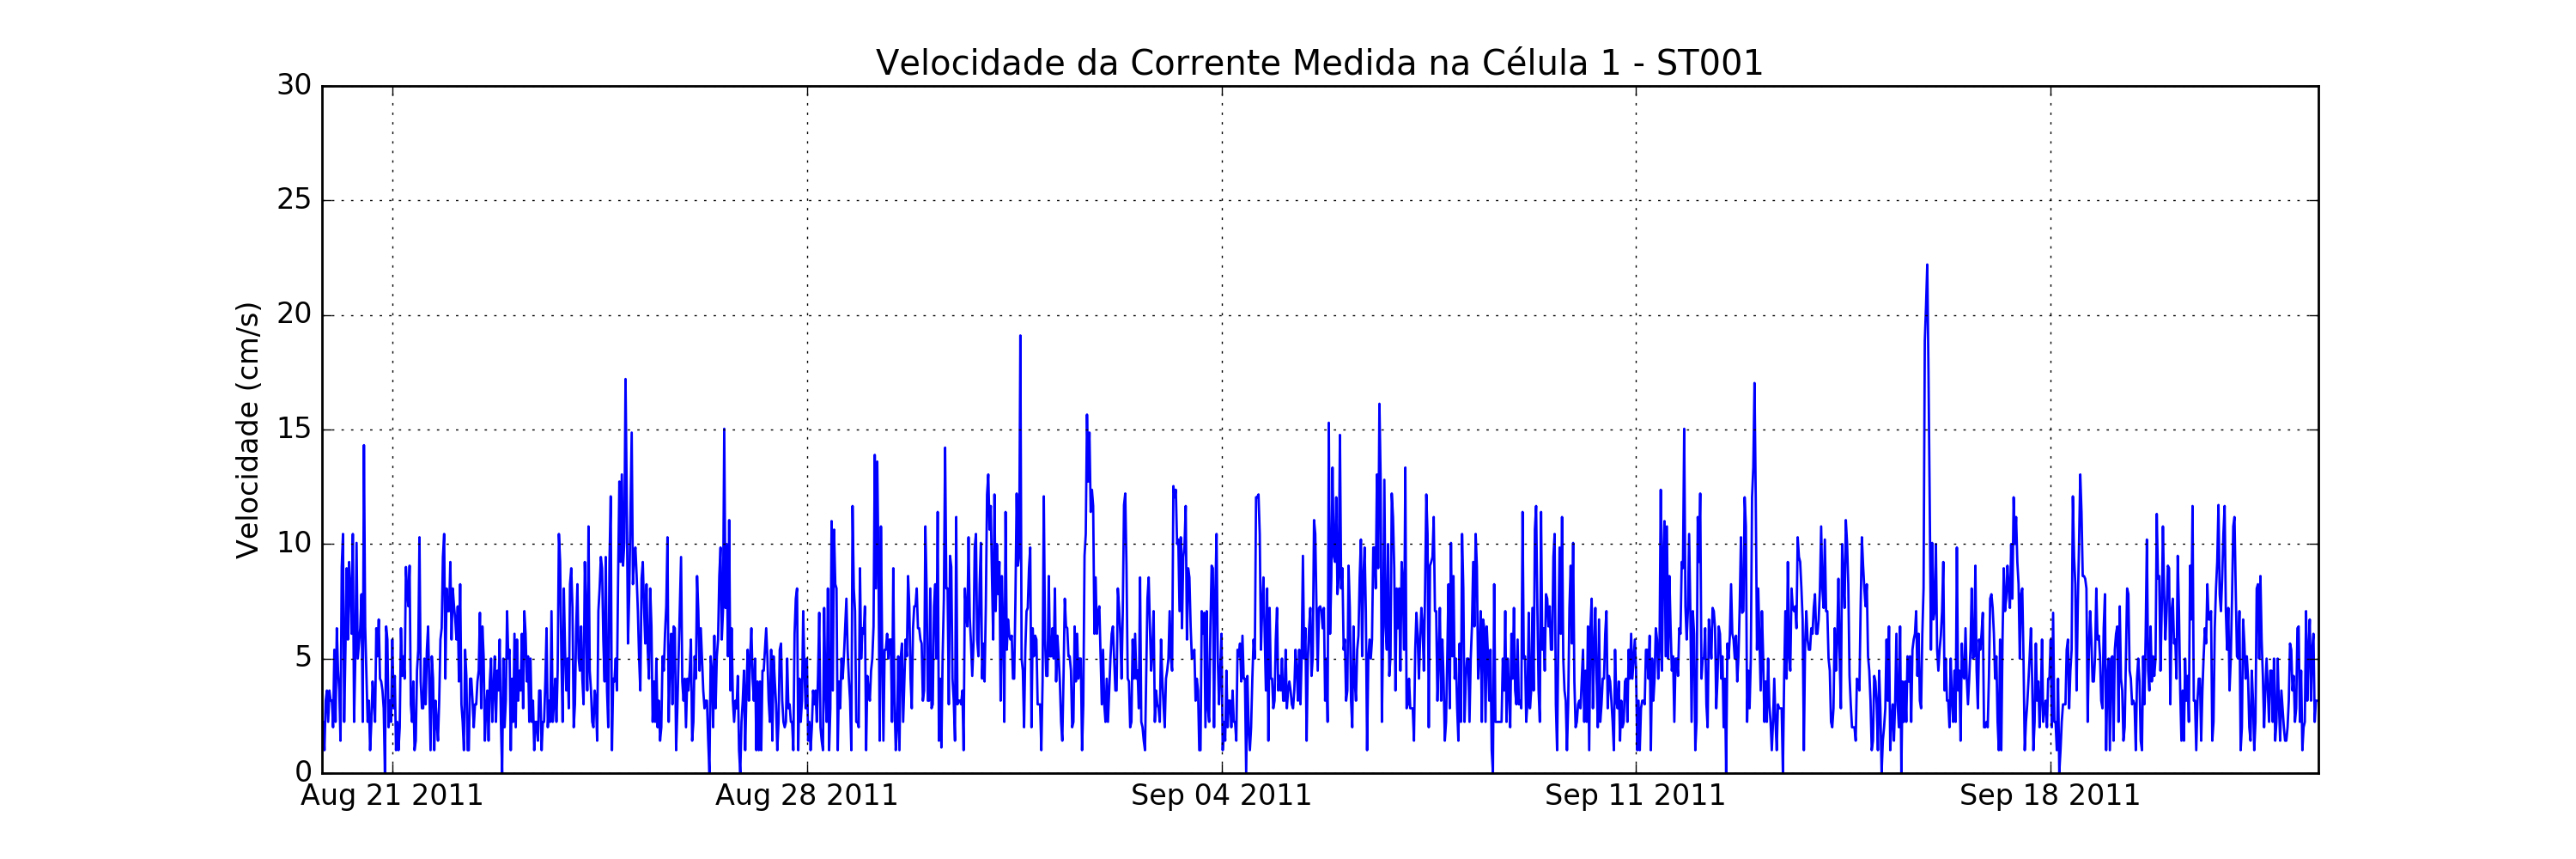 Velocidade da Corrente Medida na Célula 1 - ST001
30
25
20
15
10
5
0
Velocidade (cm/s)
Aug 21 2011
Aug 28 2011
Sep 04 2011
Sep 11 2011
Sep 18 2011